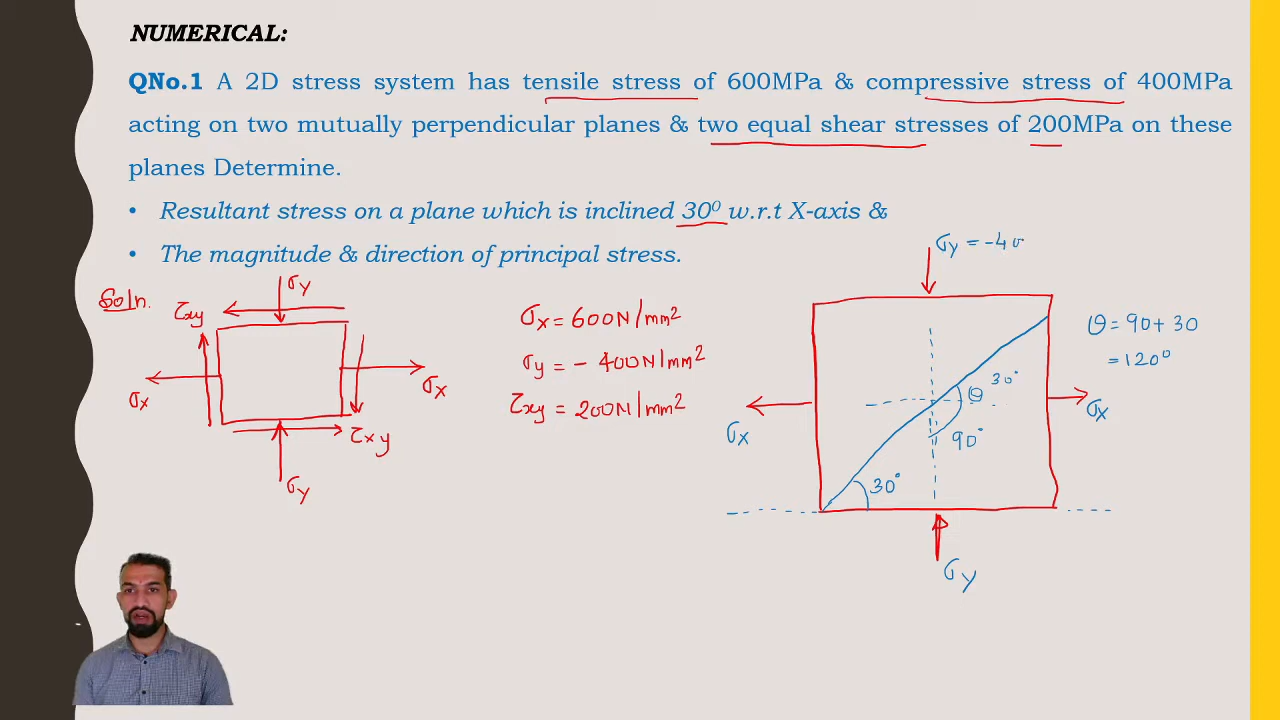 NUMERICAL:
QNo.1 A 2D stress system has tensile stress of 600MPa & compressive stress of 400MPa
acting on two mutually perpendicular planes & two equal shear stresses of 200MPa on these
planes Determine.
• Resultant stress on a plane which is inclined 30⁰ w.r.t X-axis &
• The magnitude & direction of principal stress.
Soln.
σy
τxy
σx
σx
τxy
σy
σx = 600N/mm²
σy = - 400N/mm²
τxy = 200N/mm²
σy = -40
θ = 90+30
= 120°
θ 30°
90°
30°
σx
σx
σy